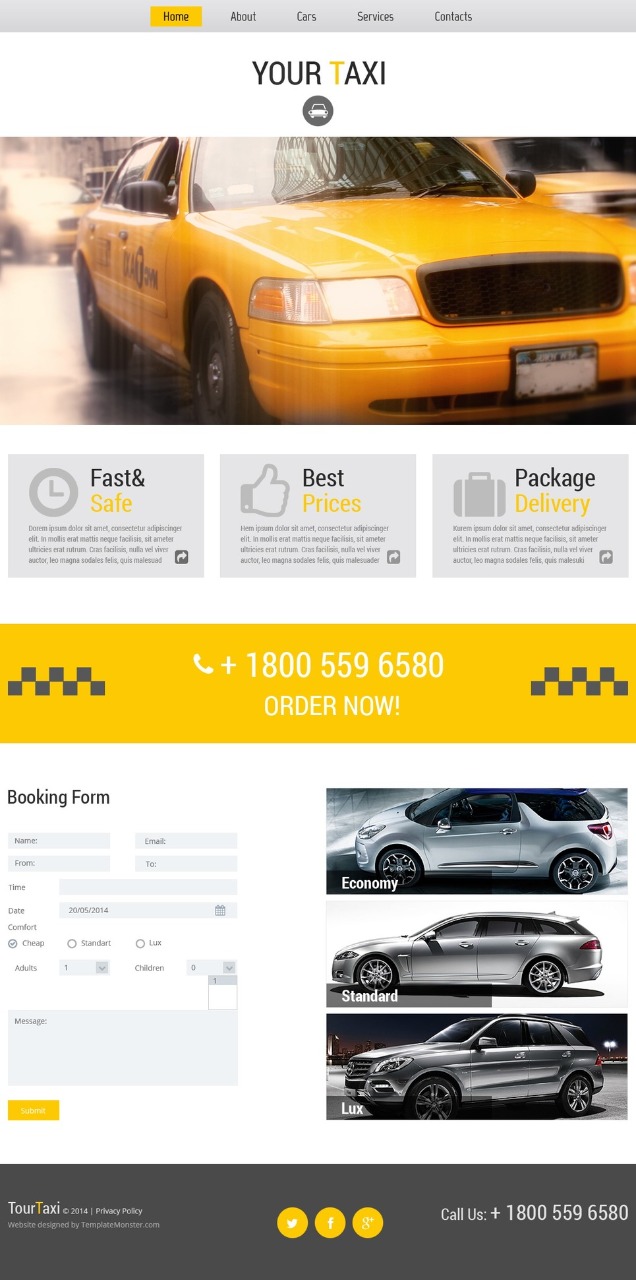 Home About Cars Services Contacts
YOUR TAXI
Fast&
Safe
Dorem ipsum dolor sit amet, consectetur adipiscinger
elit. In mollis erat mattis neque facilisis, sit ameter
ultricies erat rutrum. Cras facilisis, nulla vel viver
auctor, leo magna sodales felis, quis malesuad
Best
Prices
Hem ipsum dolor sit amet, consectetur adipiscinger
elit. In mollis erat mattis neque facilisis, sit ameter
ultricies erat rutrum. Cras facilisis, nulla vel viver
auctor, leo magna sodales felis, quis malesuader
Package
Delivery
Korem ipsum dolor sit amet, consectetur adipiscinger
elit. In mollis erat mattis neque facilisis, sit ameter
ultricies erat rutrum. Cras facilisis, nulla vel viver
auctor, leo magna sodales felis, quis malesuki
+ 1800 559 6580
ORDER NOW!
Booking Form
Name: Email:
From: To:
Time
Date 20/05/2014
Comfort
Cheap Standart Lux
Adults 1 Children 0
1
Message:
Submit
Economy
Standard
Lux
TourTaxi © 2014 | Privacy Policy
Website designed by TemplateMonster.com
g+
Call Us: + 1800 559 6580